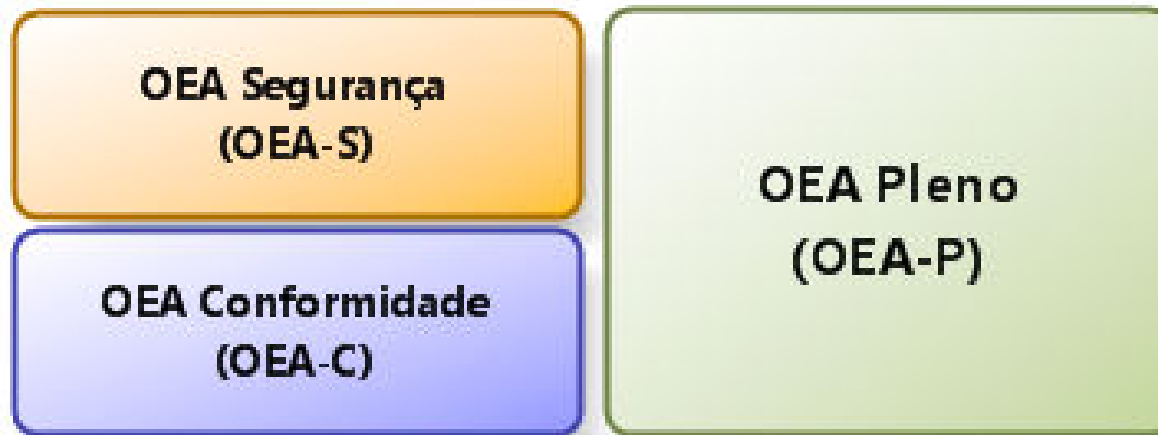 OEA Segurança
(OEA-S)
OEA Conformidade
(OEA-C)
OEA Pleno
(OEA-P)